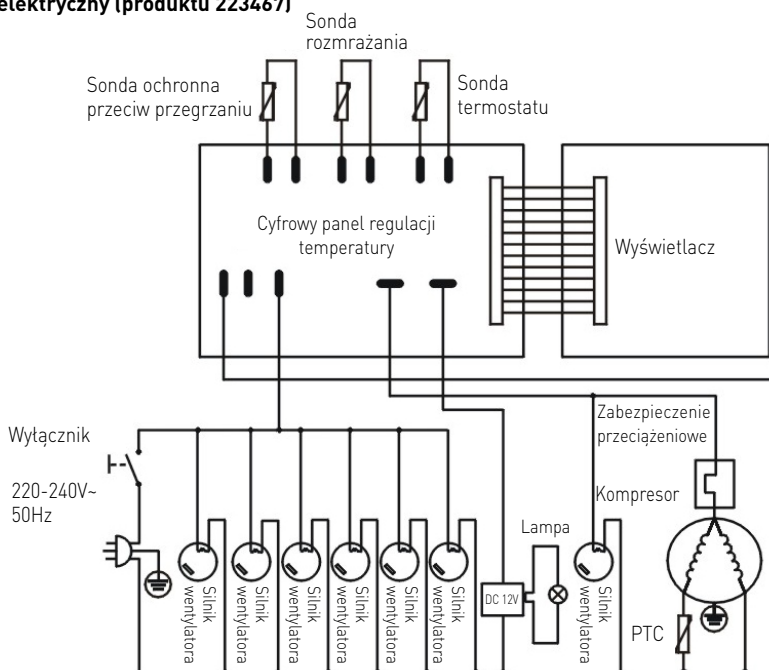 elektryczny (produktu 223467)
Sonda
rozmrażania
Sonda ochronna
przeciw przegrzaniu
Sonda
termostatu
Cyfrowy panel regulacji
temperatury
Wyświetlacz
Wyłącznik
220-240V~
50Hz
Zabezpieczenie
przeciążeniowe
Kompresor
Lampa
DC 12V
PTC
Silnik
wentylatora
Silnik
wentylatora
Silnik
wentylatora
Silnik
wentylatora
Silnik
wentylatora
Silnik
wentylatora
Silnik
wentylatora